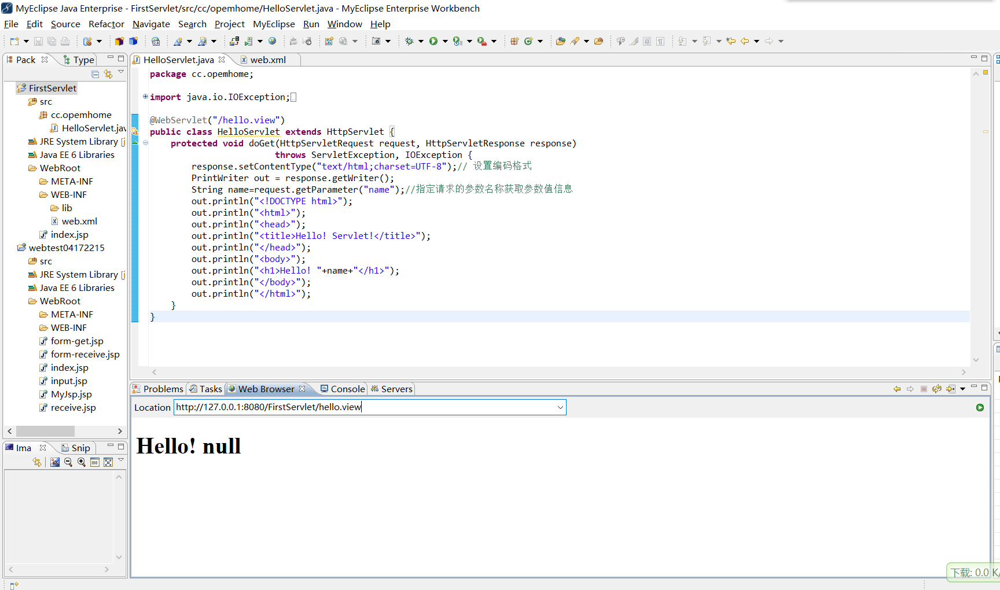 MyEclipse Java Enterprise - FirstServlet/src/cc/opemhome/HelloServlet.java - MyEclipse Enterprise Workbench
File Edit Source Refactor Navigate Search Project MyEclipse Run Window Help
Pack Type
FirstServlet
src
cc.opemhome
HelloServlet.jav
JRE System Library [j
Java EE 6 Libraries
WebRoot
META-INF
WEB-INF
lib
web.xml
index.jsp
webtest04172215
src
JRE System Library [j
Java EE 6 Libraries
WebRoot
META-INF
WEB-INF
form-get.jsp
form-receive.jsp
index.jsp
input.jsp
MyJsp.jsp
receive.jsp
Ima Snip
HelloServlet.java web.xml
package cc.opemhome;
import java.io.IOException;
@WebServlet("/hello.view")
public class HelloServlet extends HttpServlet {
protected void doGet(HttpServletRequest request, HttpServletResponse response)
throws ServletException, IOException {
response.setContentType("text/html;charset=UTF-8");// 设置编码格式
PrintWriter out = response.getWriter();
String name=request.getParameter("name");//指定请求的参数名称获取参数值信息
out.println("<!DOCTYPE html>");
out.println("<html>");
out.println("<head>");
out.println("<title>Hello! Servlet!</title>");
out.println("</head>");
out.println("<body>");
out.println("<h1>Hello! "+name+"</h1>");
out.println("</body>");
out.println("</html>");
}
}
Problems Tasks Web Browser Console Servers
Location http://127.0.0.1:8080/FirstServlet/hello.view
Hello! null
下载: 0.0 K/